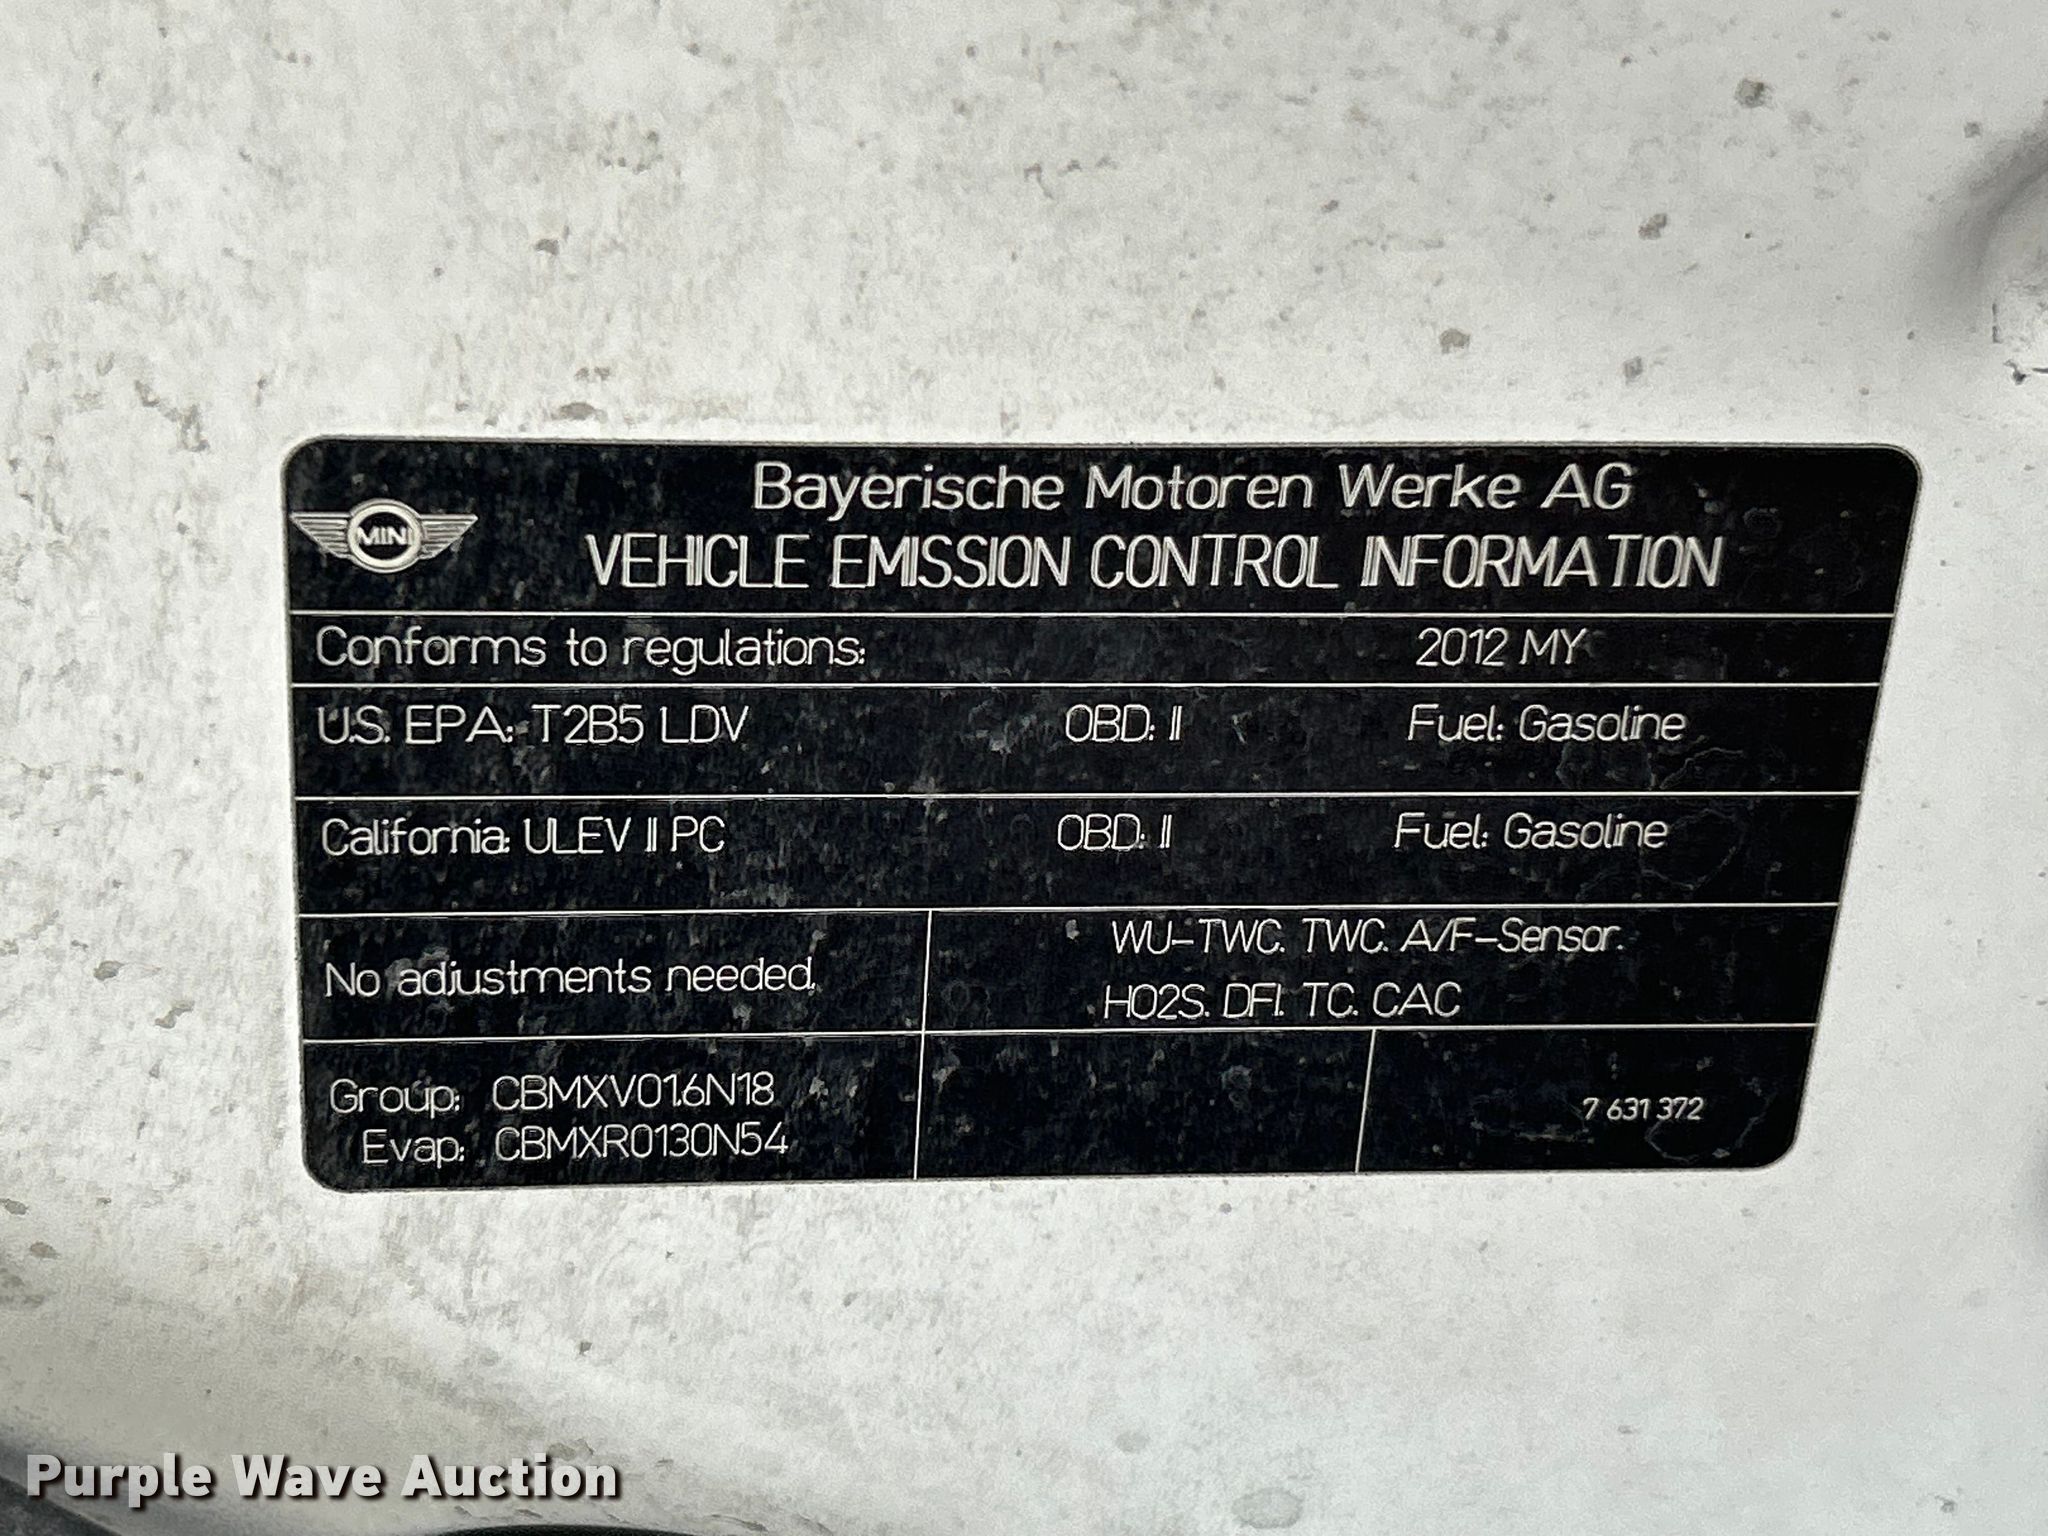 MINI
Bayerische Motoren Werke AG
VEHICLE EMISSION CONTROL INFORMATION
Conforms to regulations: 2012 MY
U.S. EPA: T2B5 LDV OBD: II Fuel: Gasoline
California: ULEV II PC OBD: II Fuel: Gasoline
No adjustments needed.
WU-TWC. TWC. A/F-Sensor.
HO2S. DFI. TC. CAC
Group: CBMXV01.6N18
Evap: CBMXR0130N54
7 631 372
Purple Wave Auction